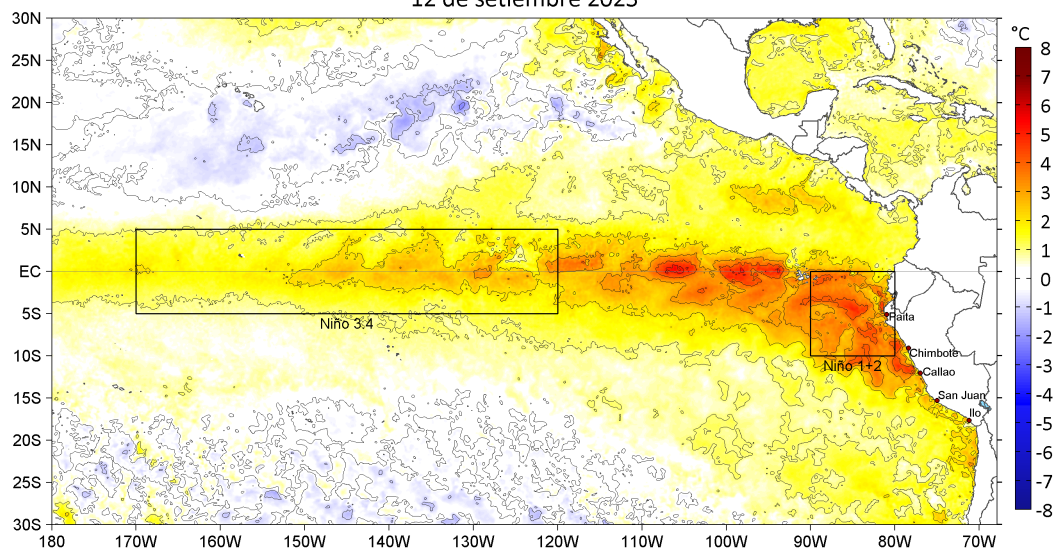 12 de setiembre 2023
°C
30N
25N
20N
15N
10N
5N
EC
5S
10S
15S
20S
25S
30S
Niño 3.4
Niño 1+2
Paita
Chimbote
Callao
San Juan
Ilo
180
170W
160W
150W
140W
130W
120W
110W
100W
90W
80W
70W
8
7
6
5
4
3
2
1
0
-1
-2
-3
-4
-5
-6
-7
-8